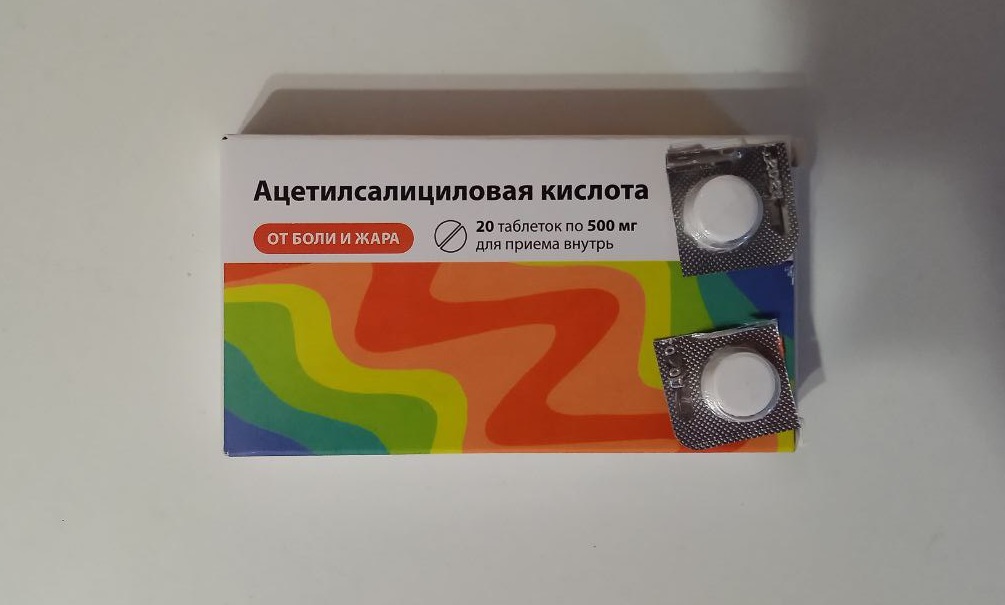 Ацетилсалициловая кислота
ОТ БОЛИ И ЖАРА
20 таблеток по 500 мг
для приема внутрь